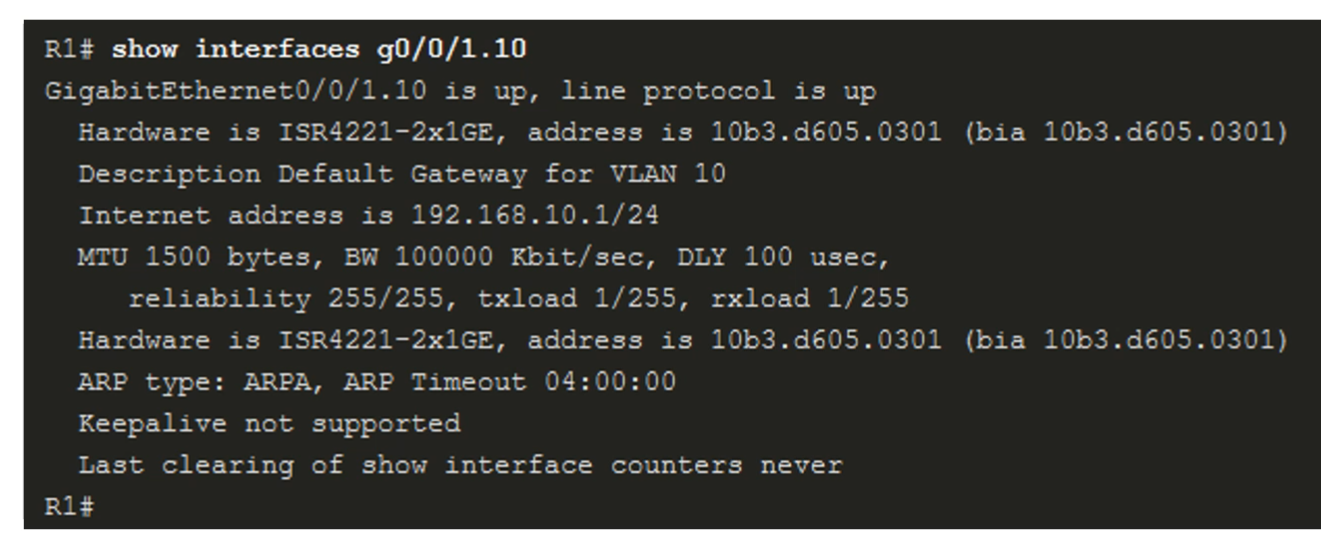 R1# show interfaces g0/0/1.10
GigabitEthernet0/0/1.10 is up, line protocol is up
Hardware is ISR4221-2x1GE, address is 10b3.d605.0301 (bia 10b3.d605.0301)
Description Default Gateway for VLAN 10
Internet address is 192.168.10.1/24
MTU 1500 bytes, BW 100000 Kbit/sec, DLY 100 usec,
reliability 255/255, txload 1/255, rxload 1/255
Hardware is ISR4221-2x1GE, address is 10b3.d605.0301 (bia 10b3.d605.0301)
ARP type: ARPA, ARP Timeout 04:00:00
Keepalive not supported
Last clearing of show interface counters never
R1#